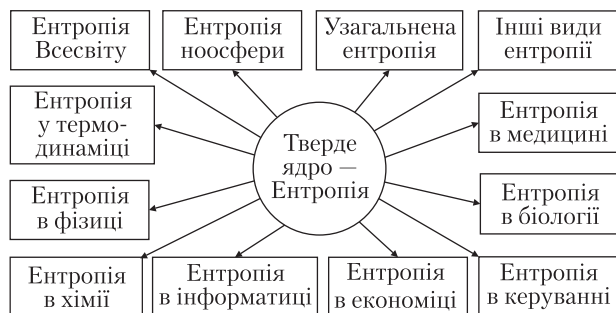 Ентропія
Всесвіту
Ентропія
ноосфери
Узагальнена
ентропія
Інші види
ентропії
Ентропія
у термо-
динаміці
Тверде
ядро —
Ентропія
Ентропія
в медицині
Ентропія
в фізиці
Ентропія
в біології
Ентропія
в хімії
Ентропія
в інформатиці
Ентропія
в економіці
Ентропія
в керуванні